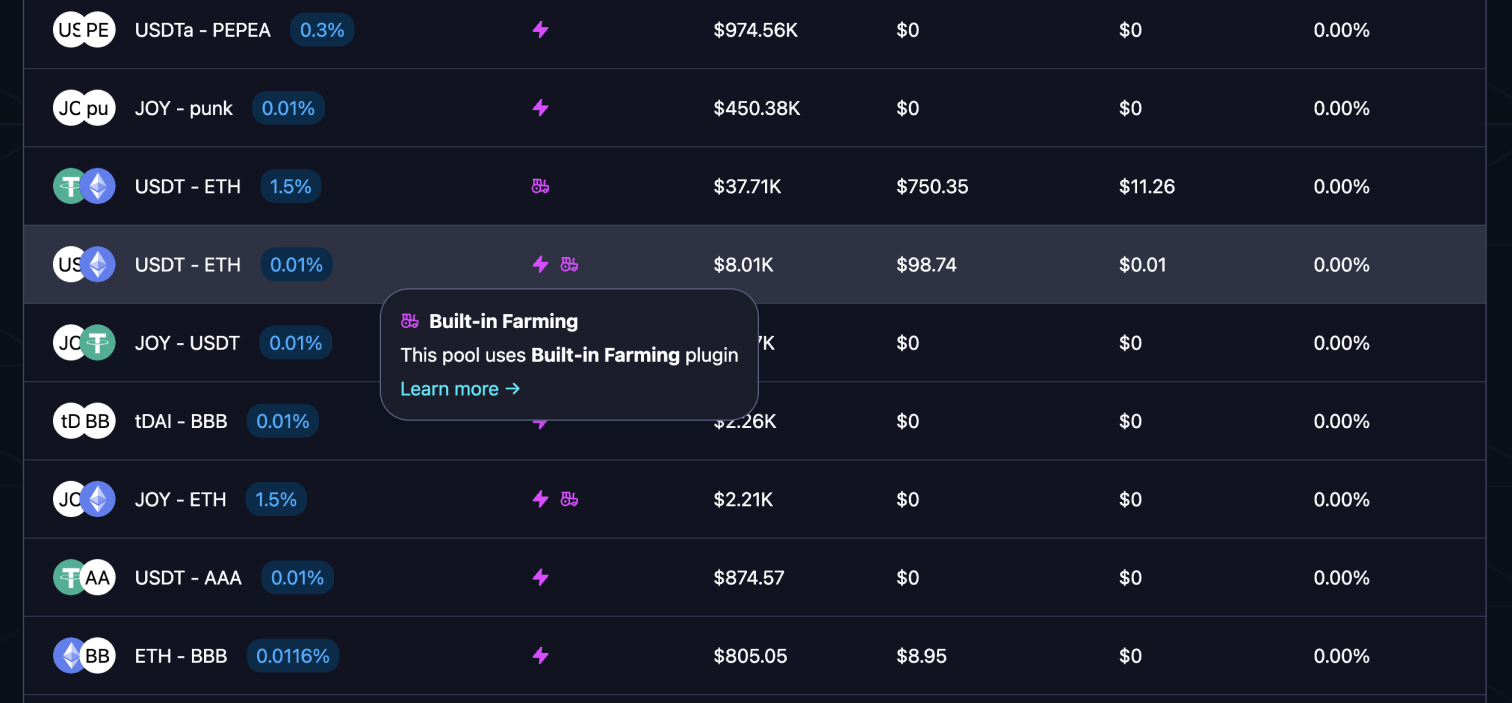 US PE USDTa - PEPEA 0.3% $974.56K $0 $0 0.00%
JO pu JOY - punk 0.01% $450.38K $0 $0 0.00%
USDT - ETH 1.5% $37.71K $750.35 $11.26 0.00%
US USDT - ETH 0.01% $8.01K $98.74 $0.01 0.00%
Built-in Farming
This pool uses Built-in Farming plugin
Learn more →
JO JOY - USDT 0.01% 7K $0 $0 0.00%
tD BB tDAI - BBB 0.01% $2.26K $0 $0 0.00%
JO JOY - ETH 1.5% $2.21K $0 $0 0.00%
AA USDT - AAA 0.01% $874.57 $0 $0 0.00%
BB ETH - BBB 0.0116% $805.05 $8.95 $0 0.00%